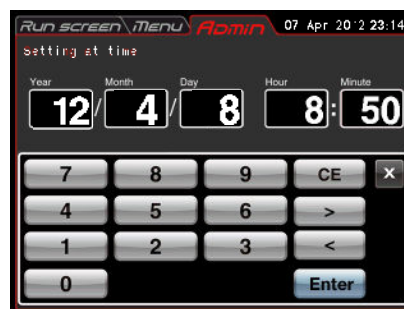 Run screen Menu Admin 07 Apr 2012 23:14
Setting at time
Year Month Day Hour Minute
12 / 4 / 8 8 : 50
7 8 9 CE X
4 5 6 >
1 2 3 <
0 Enter